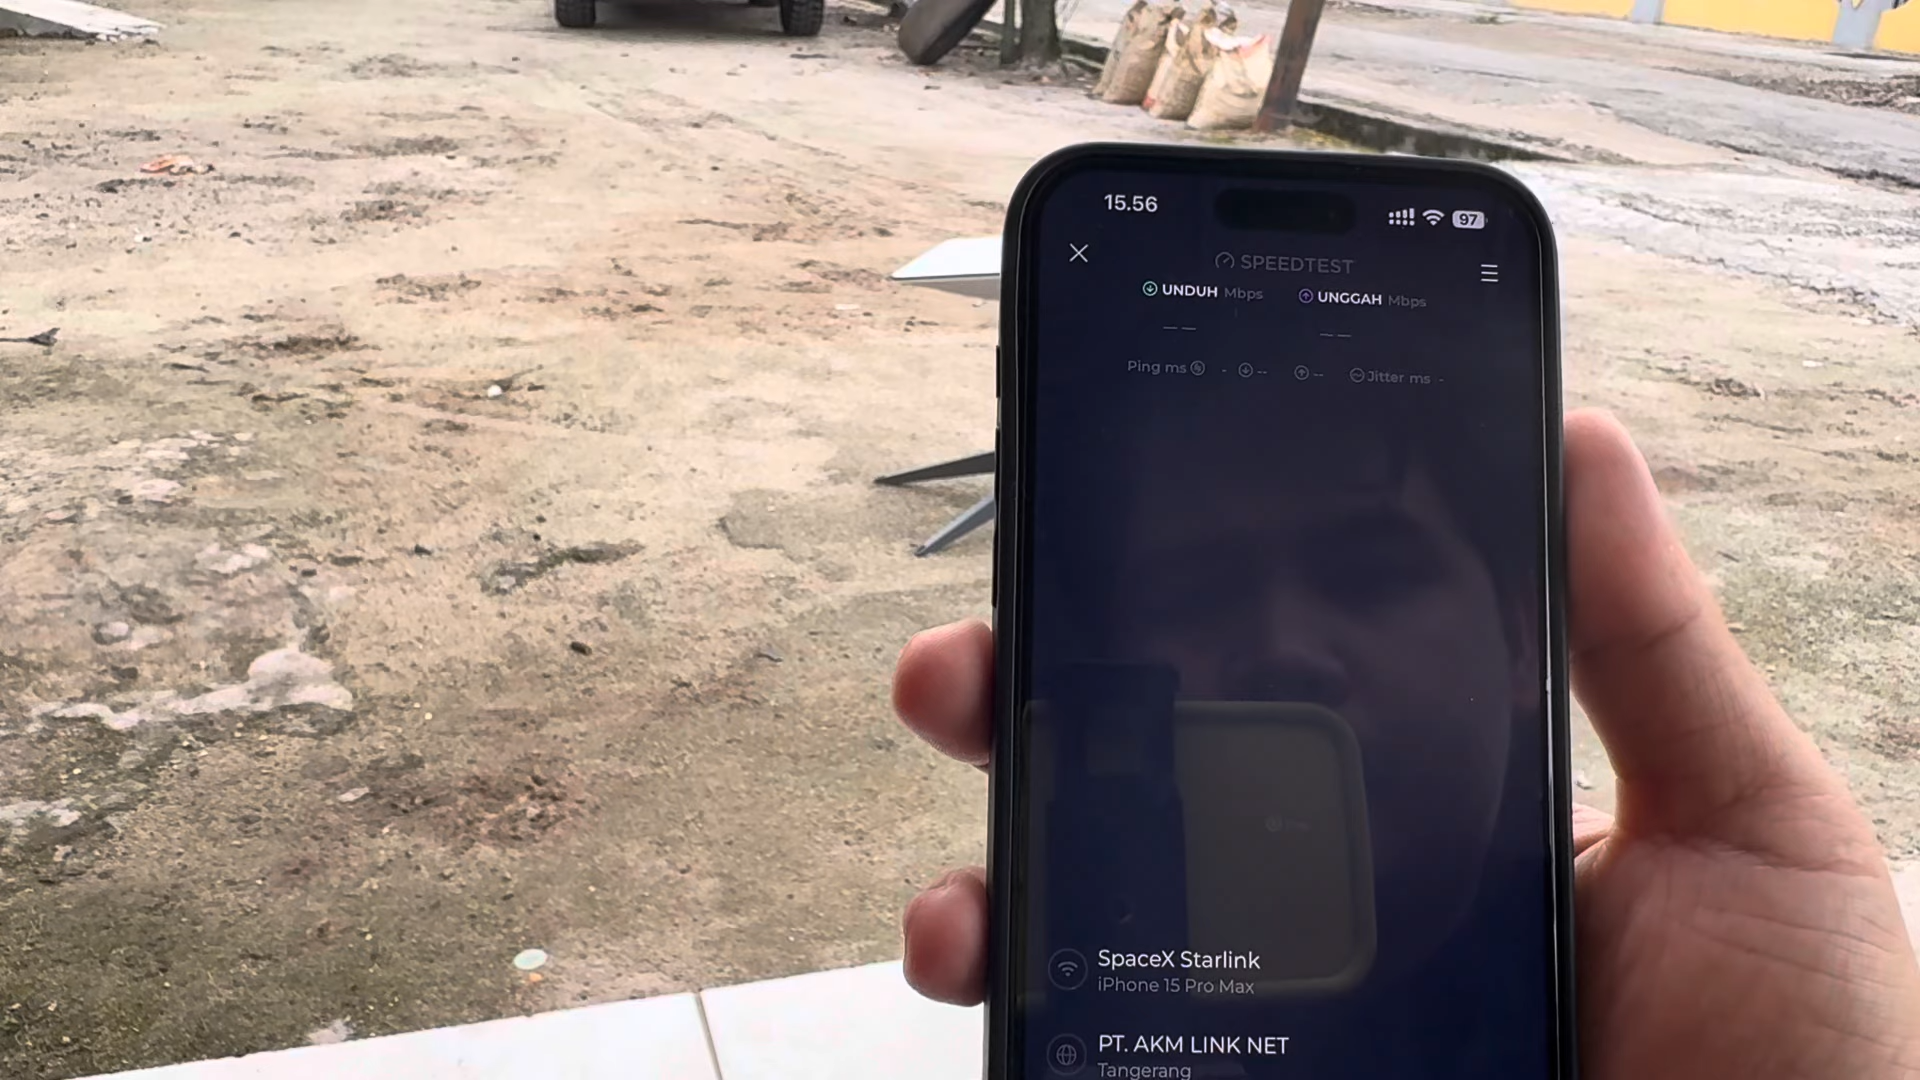 15.56
97
SPEEDTEST
UNDUH Mbps
UNGGAH Mbps
Ping ms - -- -- Jitter ms -
SpaceX Starlink
iPhone 15 Pro Max
PT. AKM LINK NET
Tangerang